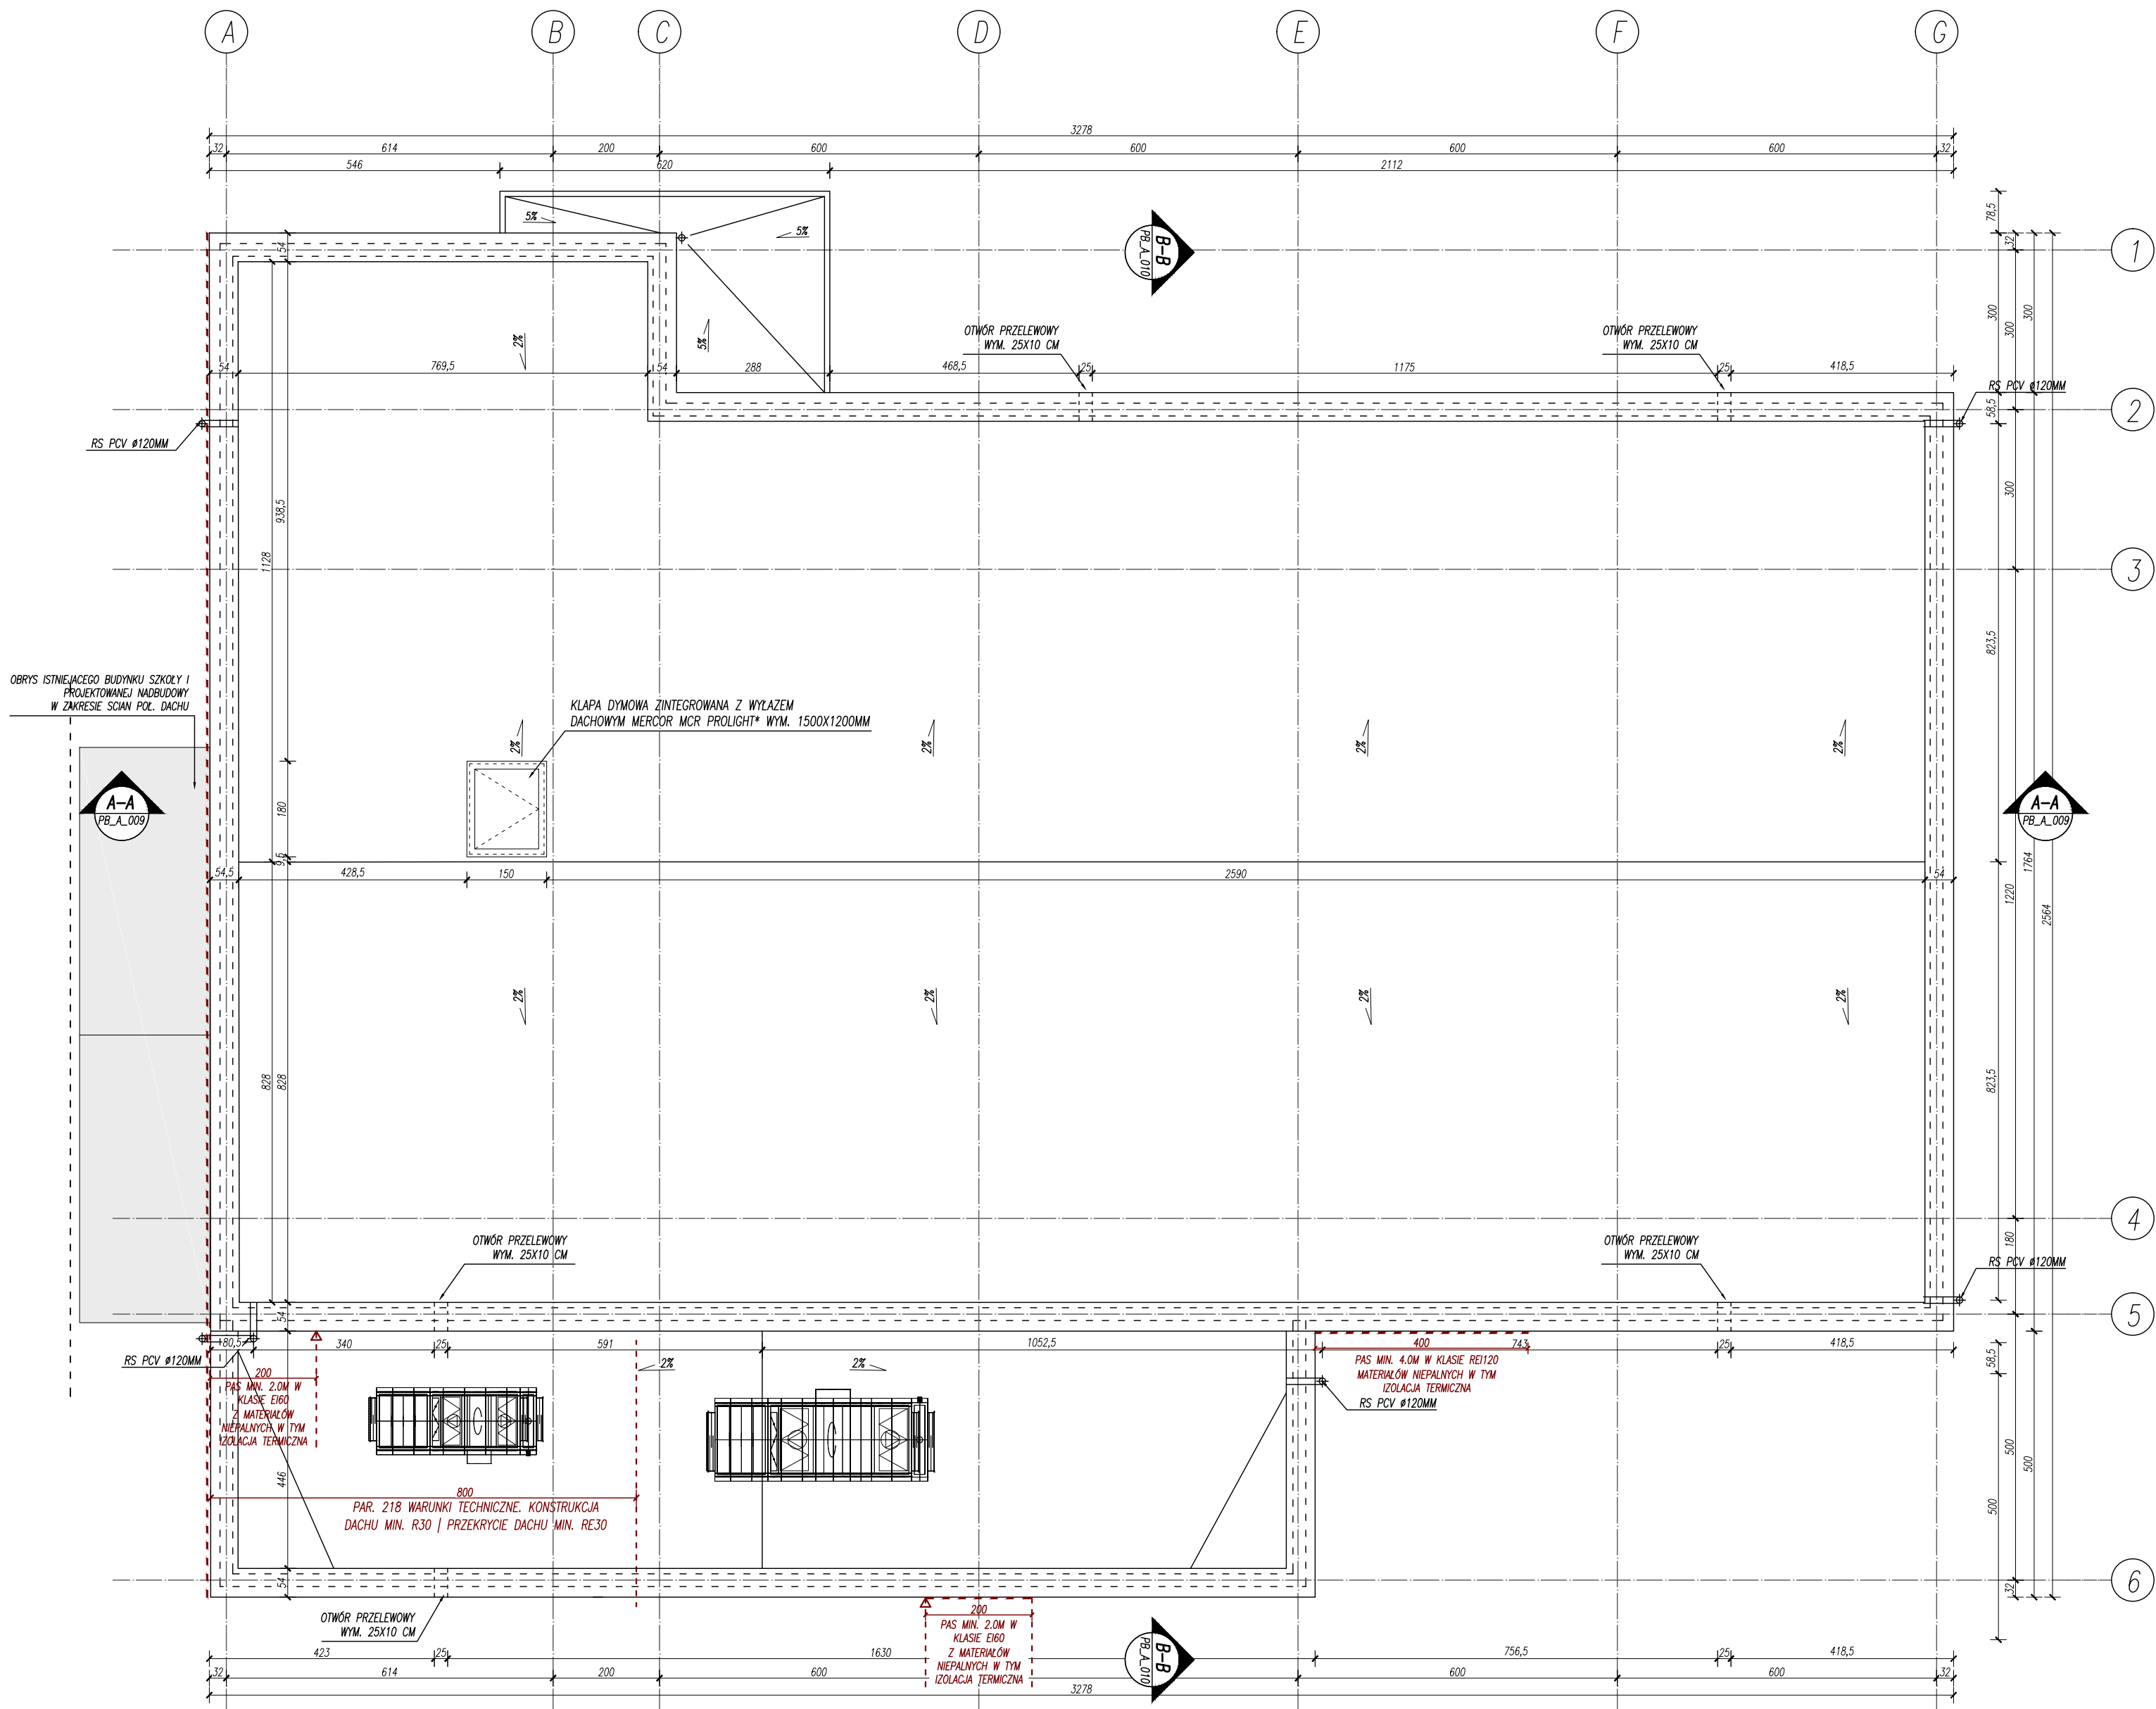 A
B
C
D
E
F
G
3278
32
614
200
600
600
600
600
32
546
620
2112
5%
5%
5%
54
2%
B-B
PB_A_010
78,5
32
1
OTWÓR PRZELEWOWY
WYM. 25X10 CM
OTWÓR PRZELEWOWY
WYM. 25X10 CM
300
300
300
54
769,5
54
288
468,5
25
1175
25
418,5
RS PCV ø120MM
58,5
2
RS PCV ø120MM
938,5
1128
300
3
823,5
OBRYS ISTNIEJĄCEGO BUDYNKU SZKOŁY I
PROJEKTOWANEJ NADBUDOWY
W ZAKRESIE SCIAN POŁ. DACHU
KLAPA DYMOWA ZINTEGROWANA Z WYŁAZEM
DACHOWYM MERCOR MCR PROLIGHT* WYM. 1500X1200MM
2%
2%
2%
2%
A-A
PB_A_009
180
A-A
PB_A_009
9,5
54,5
428,5
150
2590
54
1220
1764
2564
2%
2%
2%
2%
828
828
823,5
4
OTWÓR PRZELEWOWY
WYM. 25X10 CM
OTWÓR PRZELEWOWY
WYM. 25X10 CM
180
RS PCV ø120MM
54
5
80,5
340
25
591
1052,5
400
743
25
418,5
RS PCV ø120MM
2%
2%
58,5
200
PAS MIN. 2.0M W
KLASIE EI60
Z MATERIAŁÓW
NIEPALNYCH W TYM
IZOLACJA TERMICZNA
PAS MIN. 4.0M W KLASIE REI120
MATERIAŁÓW NIEPALNYCH W TYM
IZOLACJA TERMICZNA
RS PCV ø120MM
446
500
500
500
800
PAR. 218 WARUNKI TECHNICZNE. KONSTRUKCJA
DACHU MIN. R30 | PRZEKRYCIE DACHU MIN. RE30
54
32
6
OTWÓR PRZELEWOWY
WYM. 25X10 CM
200
PAS MIN. 2.0M W
KLASIE EI60
Z MATERIAŁÓW
NIEPALNYCH W TYM
IZOLACJA TERMICZNA
B-B
PB_A_010
423
25
1630
756,5
25
418,5
32
614
200
600
600
600
32
3278